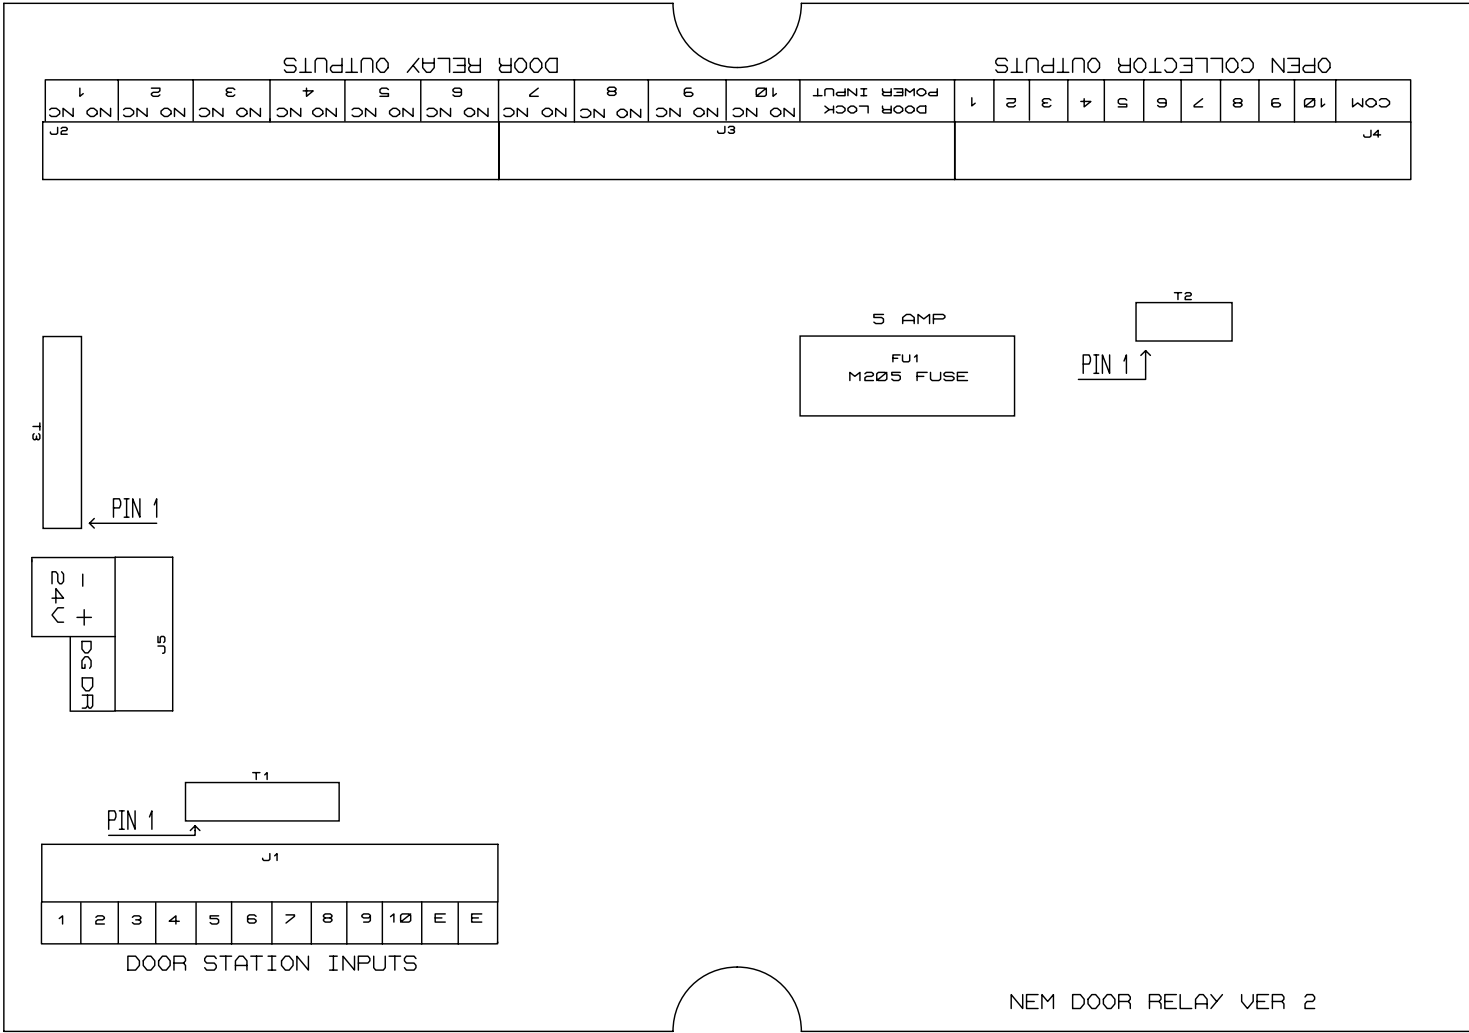 DOOR RELAY OUTPUTS
OPEN COLLECTOR OUTPUTS
1 2 3 4 5 6 7 8 9 10
NC NO NC NO NC NO NC NO NC NO NC NO NC NO NC NO NC NO NC NO
DOOR LOCK
POWER INPUT
1 2 3 4 5 6 7 8 9 10 COM
J2
J3
J4
T2
5 AMP
FU1
M205 FUSE
PIN 1
T3
PIN 1
- +
24V
DG DR
J5
T1
PIN 1
J1
1 2 3 4 5 6 7 8 9 10 E E
DOOR STATION INPUTS
NEM DOOR RELAY VER 2